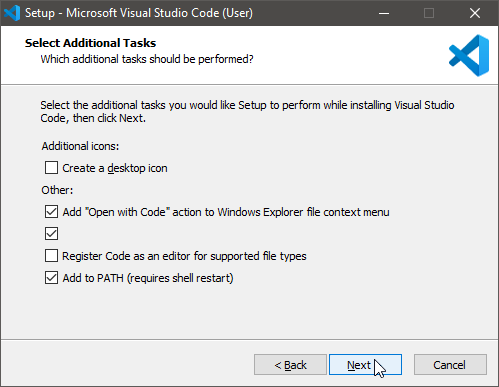 Setup - Microsoft Visual Studio Code (User)
Select Additional Tasks
Which additional tasks should be performed?
Select the additional tasks you would like Setup to perform while installing Visual Studio
Code, then click Next.
Additional icons:
Create a desktop icon
Other:
Add "Open with Code" action to Windows Explorer file context menu
Register Code as an editor for supported file types
Add to PATH (requires shell restart)
< Back
Next
Cancel